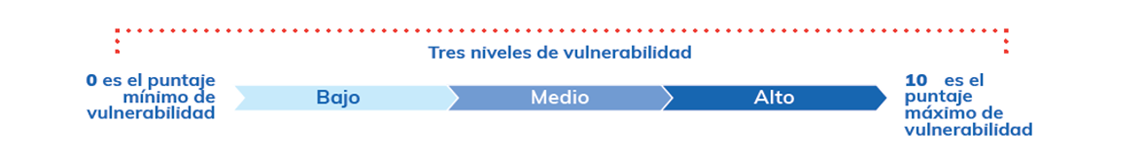 Tres niveles de vulnerabilidad
0 es el puntaje
mínimo de
vulnerabilidad
Bajo
Medio
Alto
10 es el
puntaje
máximo de
vulnerabilidad